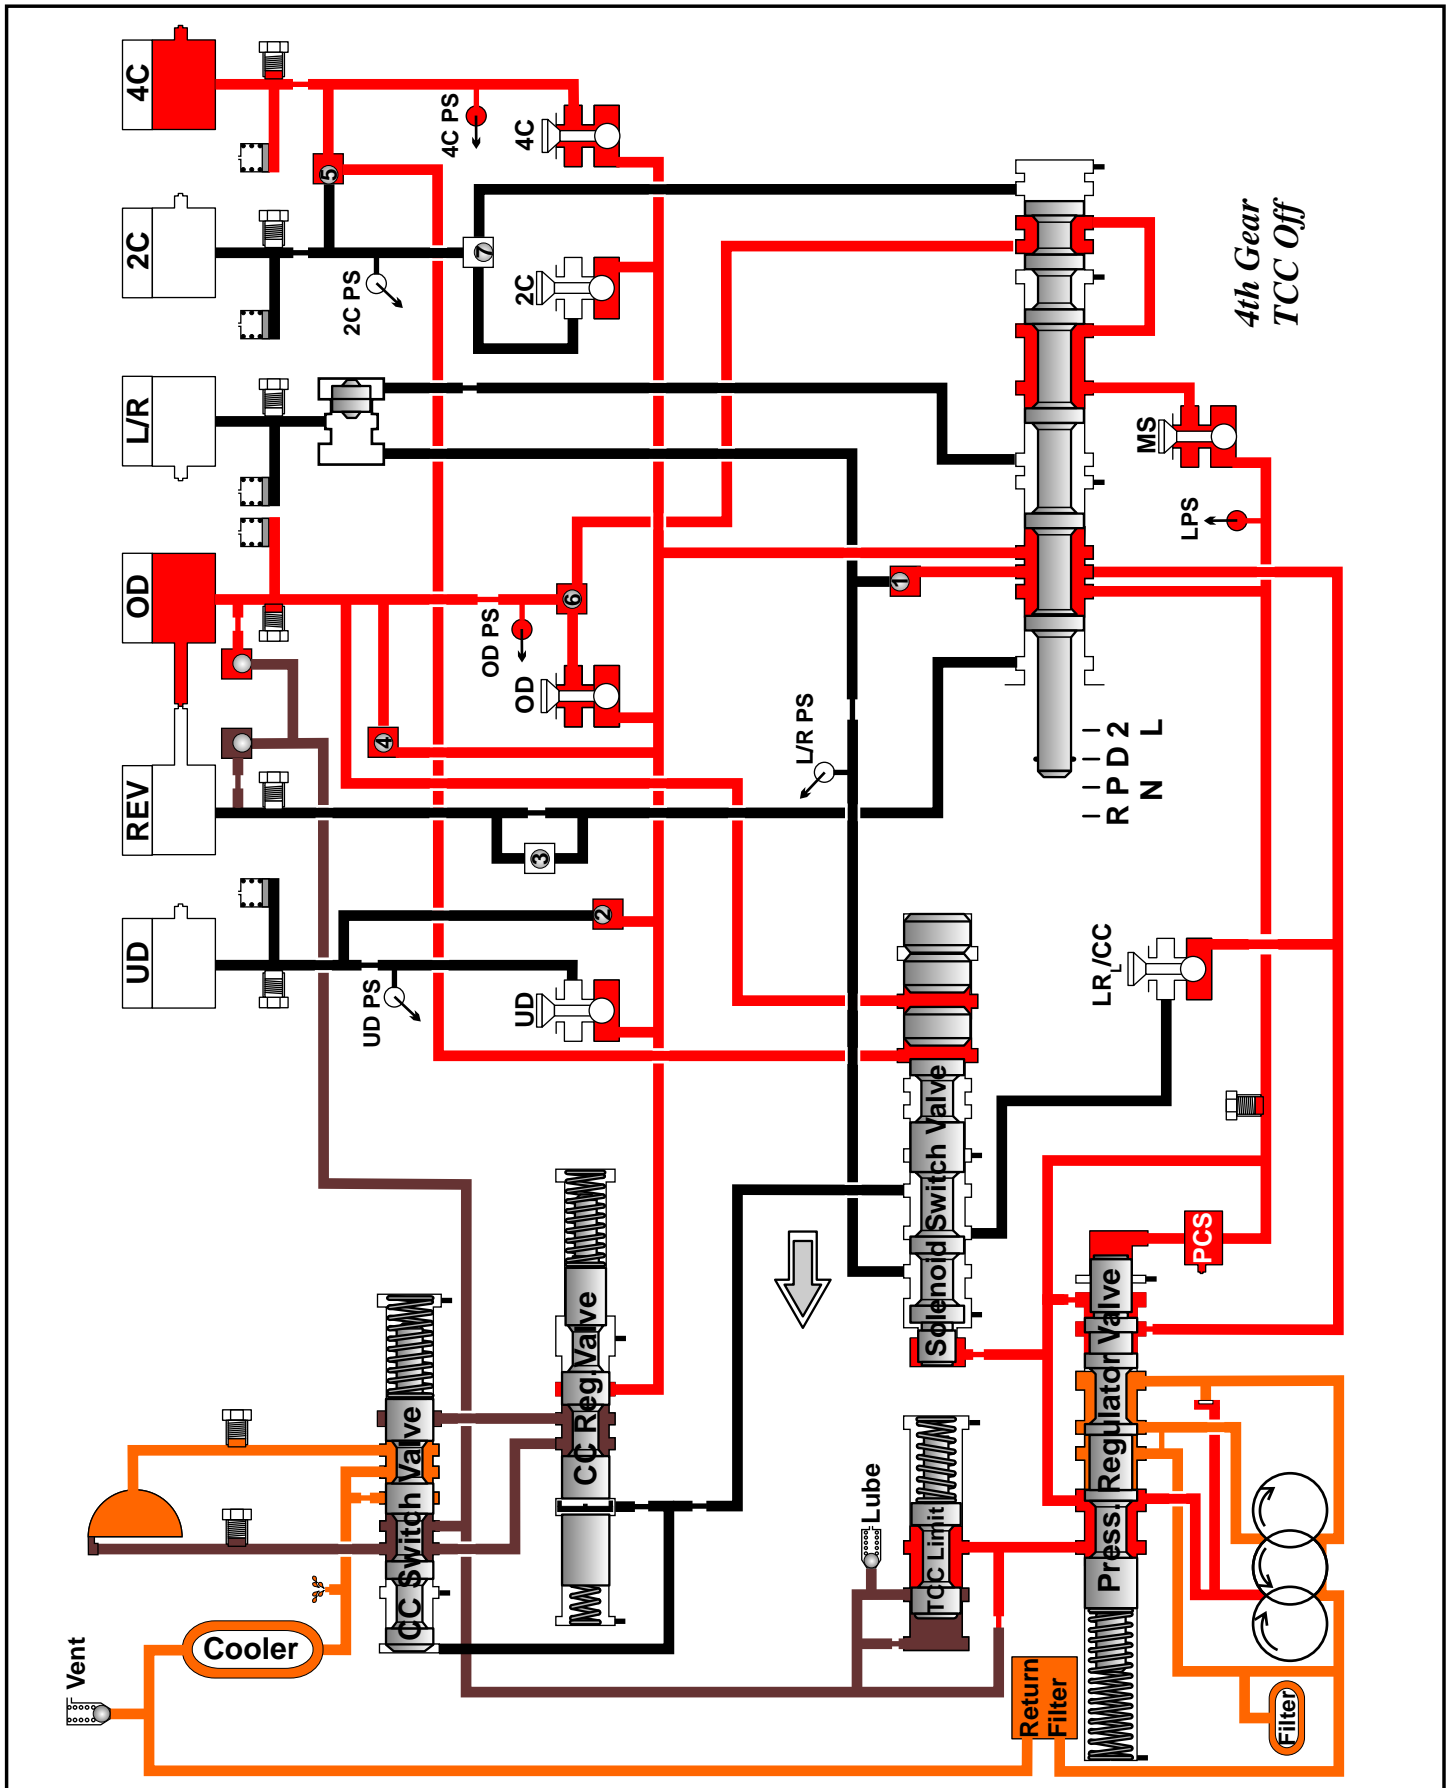 4C
2C
L/R
OD
REV
UD
4C PS
4C
5
2C PS
7
2C
4th Gear
TCC Off
MS
LPS
1
OD PS
6
OD
4
L/R PS
3
2
UD PS
UD
R P D 2
N L
LR/CC
L
Solenoid Switch Valve
PCS
CC Reg. Valve
CC Switch Valve
Press. Regulator Valve
TCC Limit
Lube
Cooler
Vent
Return
Filter
Filter